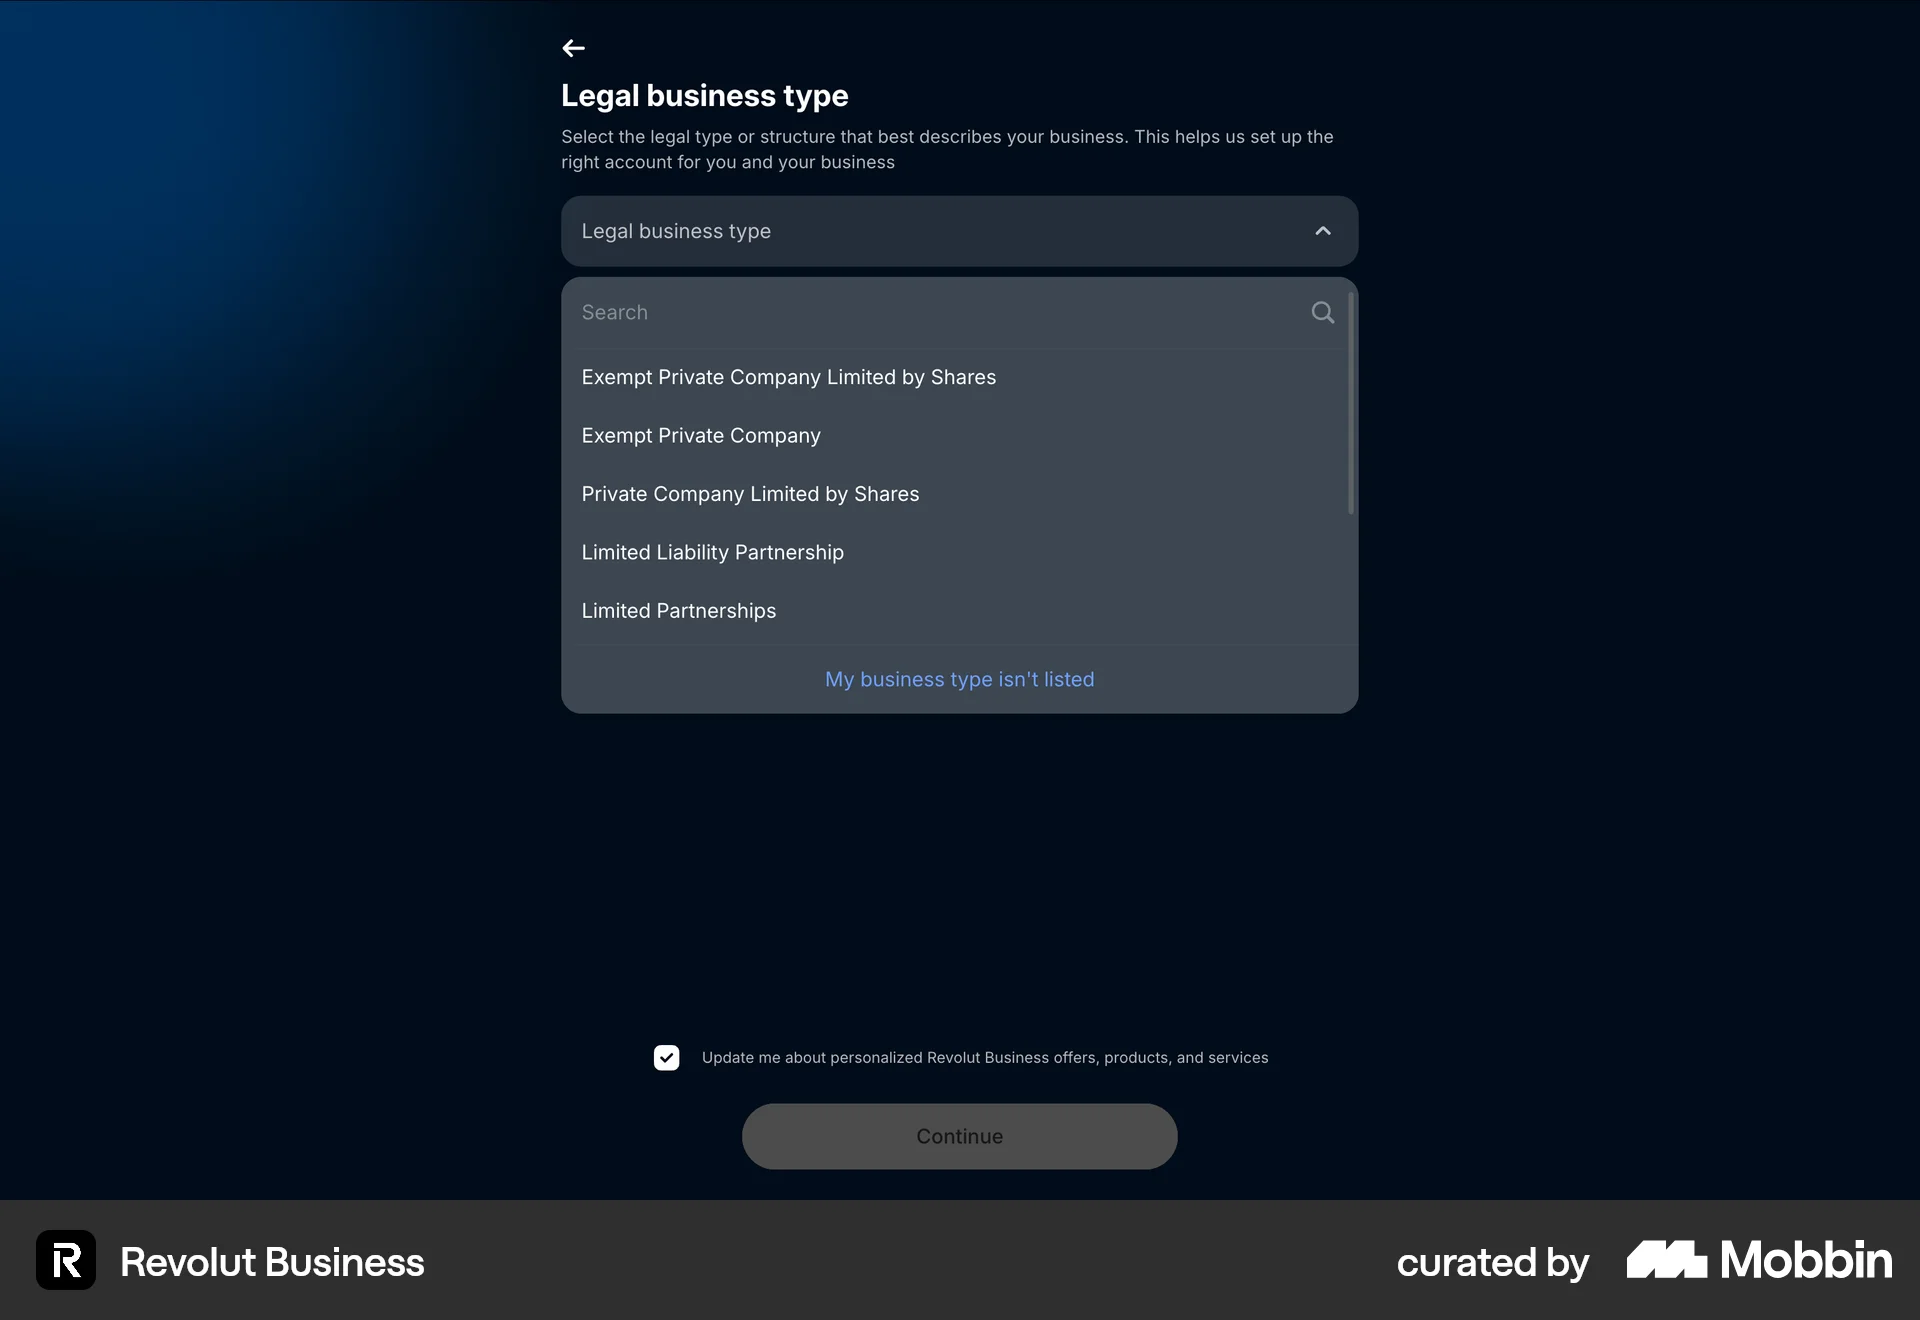 Legal business type
Select the legal type or structure that best describes your business. This helps us set up the
right account for you and your business
Legal business type
Search
Exempt Private Company Limited by Shares
Exempt Private Company
Private Company Limited by Shares
Limited Liability Partnership
Limited Partnerships
My business type isn't listed
Update me about personalized Revolut Business offers, products, and services
Continue
R Revolut Business
curated by Mobbin